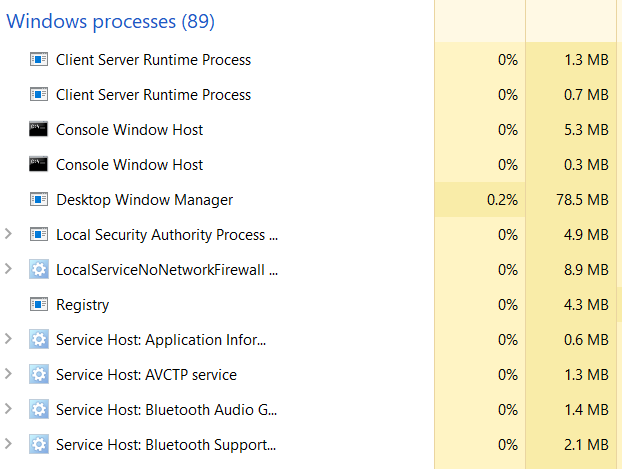 Windows processes (89)
Client Server Runtime Process 0% 1.3 MB
Client Server Runtime Process 0% 0.7 MB
Console Window Host 0% 5.3 MB
Console Window Host 0% 0.3 MB
Desktop Window Manager 0.2% 78.5 MB
Local Security Authority Process ... 0% 4.9 MB
LocalServiceNoNetworkFirewall ... 0% 8.9 MB
Registry 0% 4.3 MB
Service Host: Application Infor... 0% 0.6 MB
Service Host: AVCTP service 0% 1.3 MB
Service Host: Bluetooth Audio G... 0% 1.4 MB
Service Host: Bluetooth Support... 0% 2.1 MB